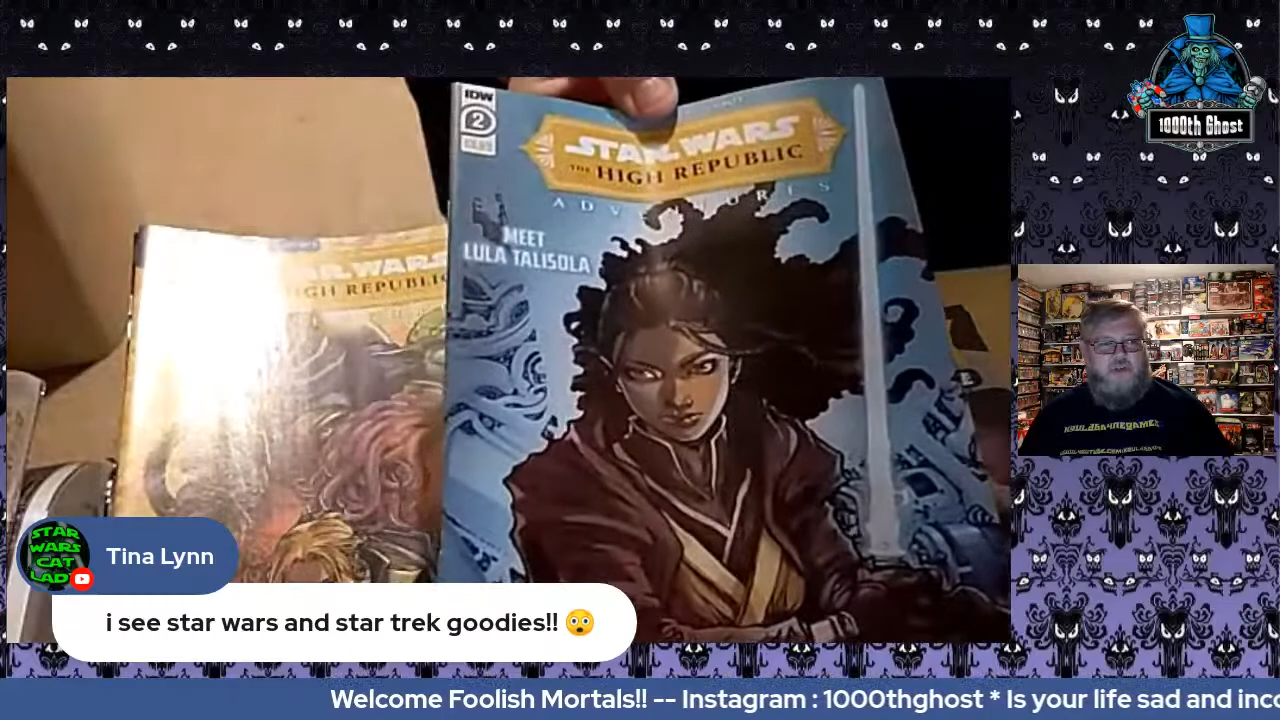 1000th Ghost
IDW
2
STAR WARS
THE HIGH REPUBLIC
ADVENTURES
MEET
LULA TALISOLA
STAR WARS
HIGH REPUBLIC
STAR
WARS
CAT
LADY
Tina Lynn
i see star wars and star trek goodies!! 😳
Welcome Foolish Mortals!! -- Instagram : 1000thghost * Is your life sad and inco